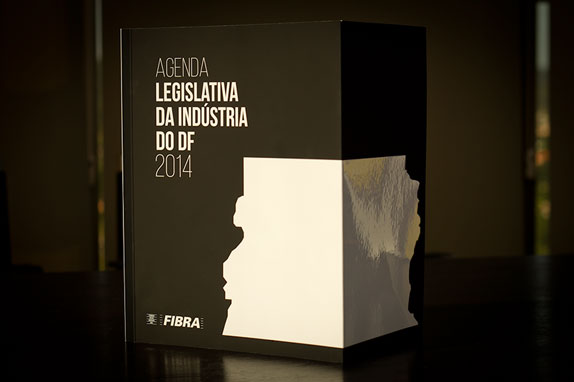 AGENDA
LEGISLATIVA
DA INDÚSTRIA
DO DF
2014
FIBRA